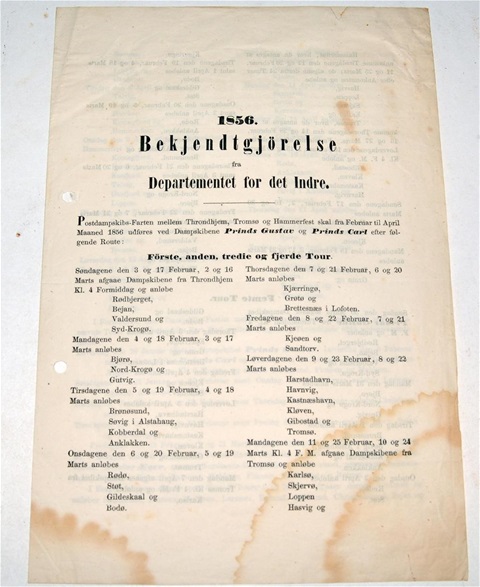 1856.
Bekjendtgjörelse
fra
Departementet for det Indre.
Postdampskibs-Farten mellem Throndhjem, Tromsø og Hammerfest skal fra Februar til April
Maaned 1856 udføres ved Dampskibene Prinds Gustav og Prinds Carl efter føl-
gende Route:
Förste, anden, tredie og fjerde Tour.
Søndagene den 3 og 17 Februar, 2 og 16
Marts afgaae Dampskibene fra Throndhjem
Kl. 4 Formiddag og anløbe
Rødbjerget,
Bejan,
Valdersund og
Syd-Krogø.
Mandagene den 4 og 18 Februar, 3 og 17
Marts anløbes
Bjørø,
Nord-Krogø og
Gutvig.
Tirsdagene den 5 og 19 Februar, 4 og 18
Marts anløbes
Brønøsund,
Søvig i Alstahaug,
Kobberdal og
Anklakken.
Onsdagene den 6 og 20 Februar, 5 og 19
Marts anløbes
Rødø,
Støt,
Gildeskaal og
Bodø.
Thorsdagene den 7 og 21 Februar, 6 og 20
Marts anløbes
Kjærringø,
Grøtø og
Brettesnæs i Lofoten.
Fredagene den 8 og 22 Februar, 7 og 21
Marts anløbes
Kjeøen og
Sandtorv.
Løverdagene den 9 og 23 Februar, 8 og 22
Marts anløbes
Harstadhavn,
Havnvig,
Kastnæshavn,
Kløven,
Gibostad og
Tromsø.
Mandagene den 11 og 25 Februar, 10 og 24
Marts Kl. 4 F. M. afgaae Dampskibene fra
Tromsø og anløbe
Karlsø,
Skjervø,
Loppen
Hasvig og